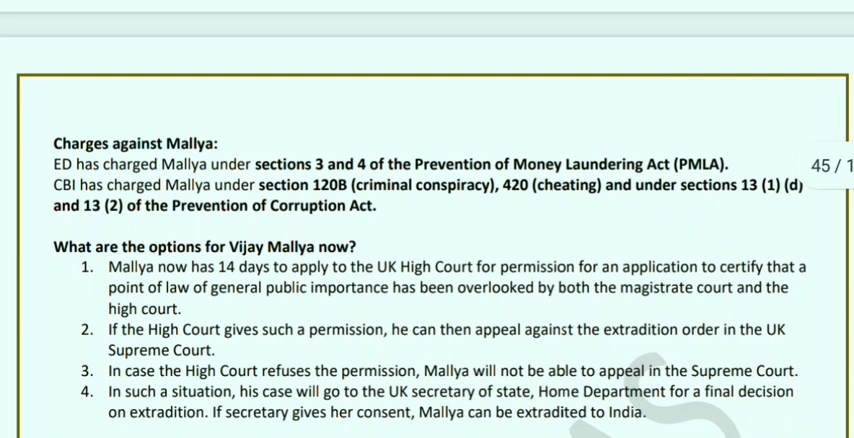 Charges against Mallya:
ED has charged Mallya under sections 3 and 4 of the Prevention of Money Laundering Act (PMLA).
45 / 1
CBI has charged Mallya under section 120B (criminal conspiracy), 420 (cheating) and under sections 13 (1) (d)
and 13 (2) of the Prevention of Corruption Act.
What are the options for Vijay Mallya now?
1. Mallya now has 14 days to apply to the UK High Court for permission for an application to certify that a
point of law of general public importance has been overlooked by both the magistrate court and the
high court.
2. If the High Court gives such a permission, he can then appeal against the extradition order in the UK
Supreme Court.
3. In case the High Court refuses the permission, Mallya will not be able to appeal in the Supreme Court.
4. In such a situation, his case will go to the UK secretary of state, Home Department for a final decision
on extradition. If secretary gives her consent, Mallya can be extradited to India.